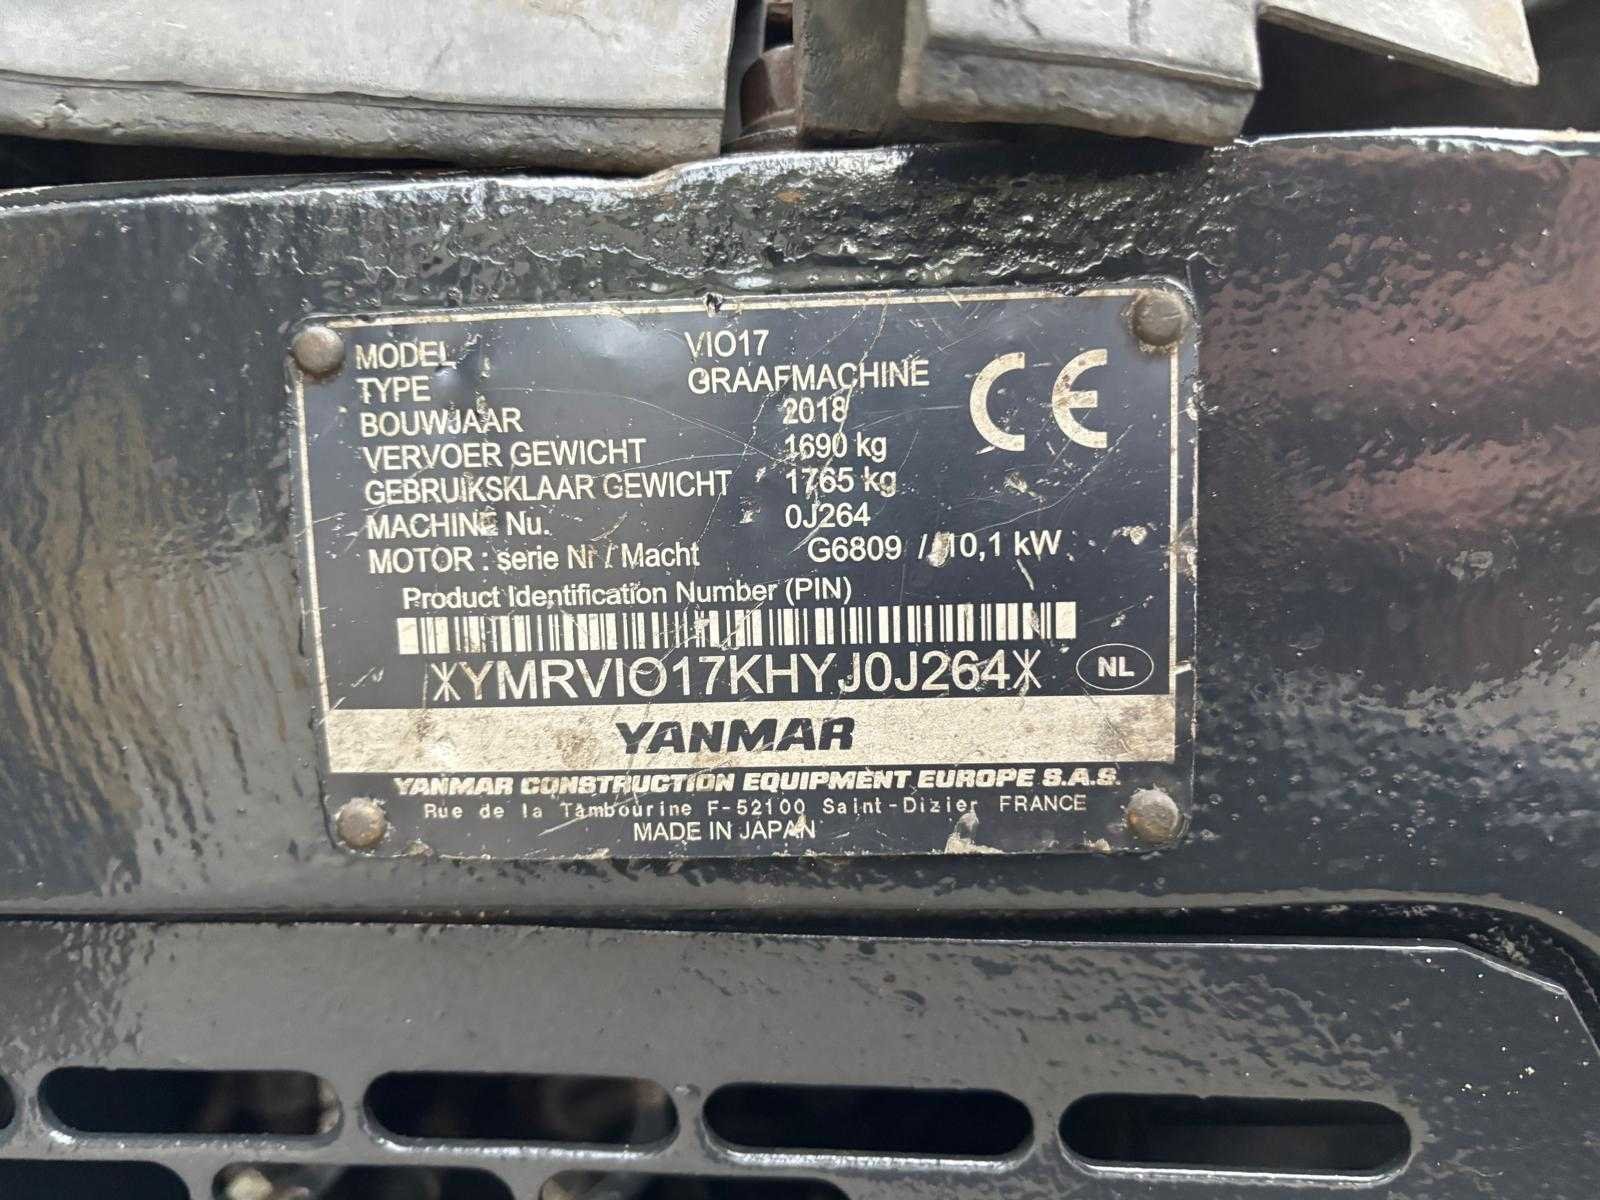 MODEL VIO17
TYPE GRAAFMACHINE
BOUWJAAR 2018
VERVOER GEWICHT 1690 kg
GEBRUIKSKLAAR GEWICHT 1765 kg
MACHINE Nu. 0J264
MOTOR : serie Nr / Macht G6809 / 10,1 kW
CE
Product Identification Number (PIN)
*YMRVIO17KHYJ0J264*
NL
YANMAR
YANMAR CONSTRUCTION EQUIPMENT EUROPE S.A.S.
Rue de la Tambourine F-52100 Saint-Dizier FRANCE
MADE IN JAPAN